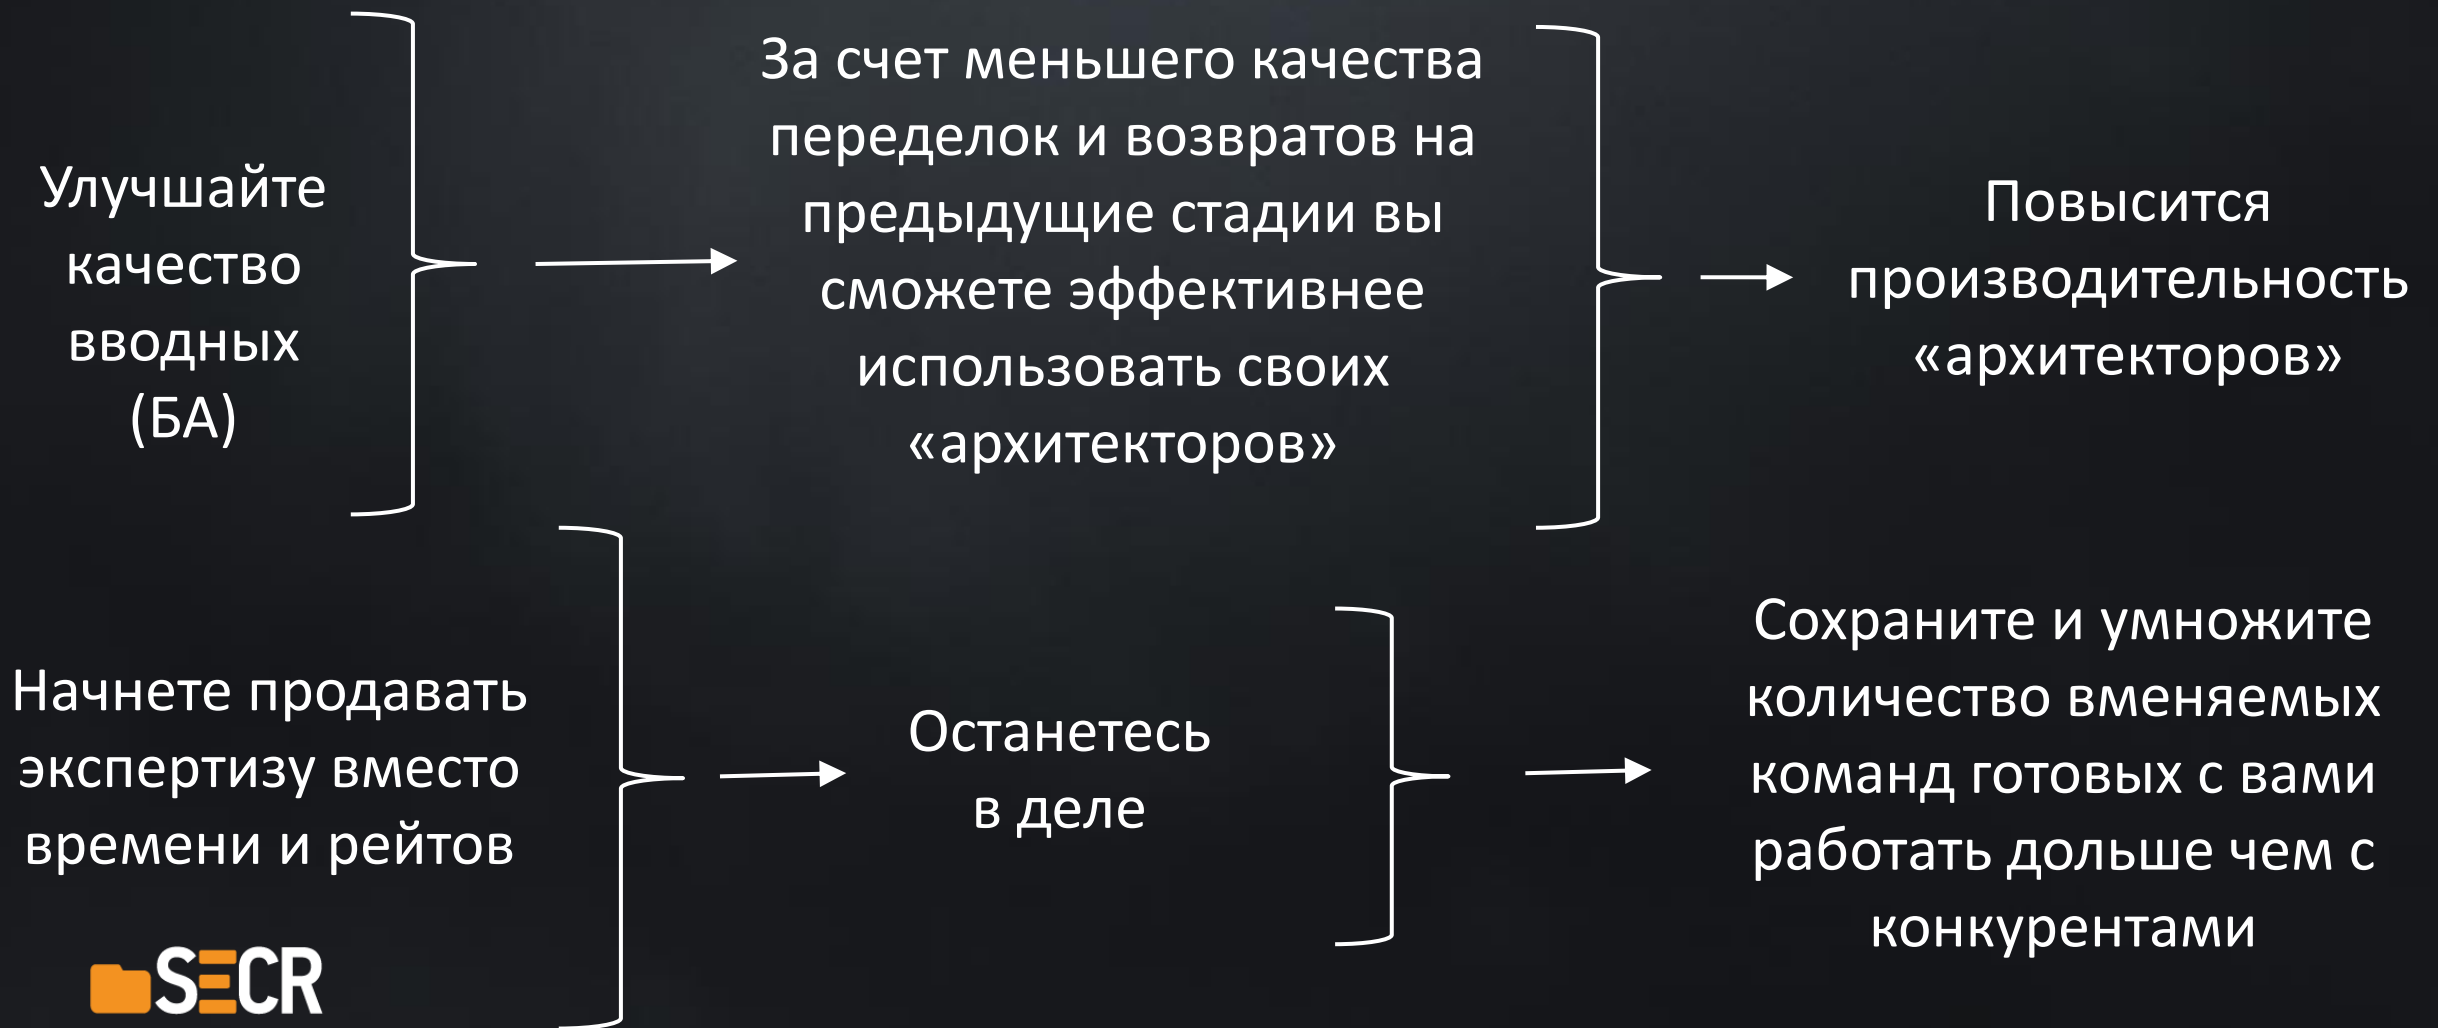 Улучшайте
качество
вводных
(БА)
За счет меньшего качества
переделок и возвратов на
предыдущие стадии вы
сможете эффективнее
использовать своих
«архитекторов»
Повысится
производительность
«архитекторов»
Начнете продавать
экспертизу вместо
времени и рейтов
Останетесь
в деле
Сохраните и умножите
количество вменяемых
команд готовых с вами
работать дольше чем с
конкурентами
SECR